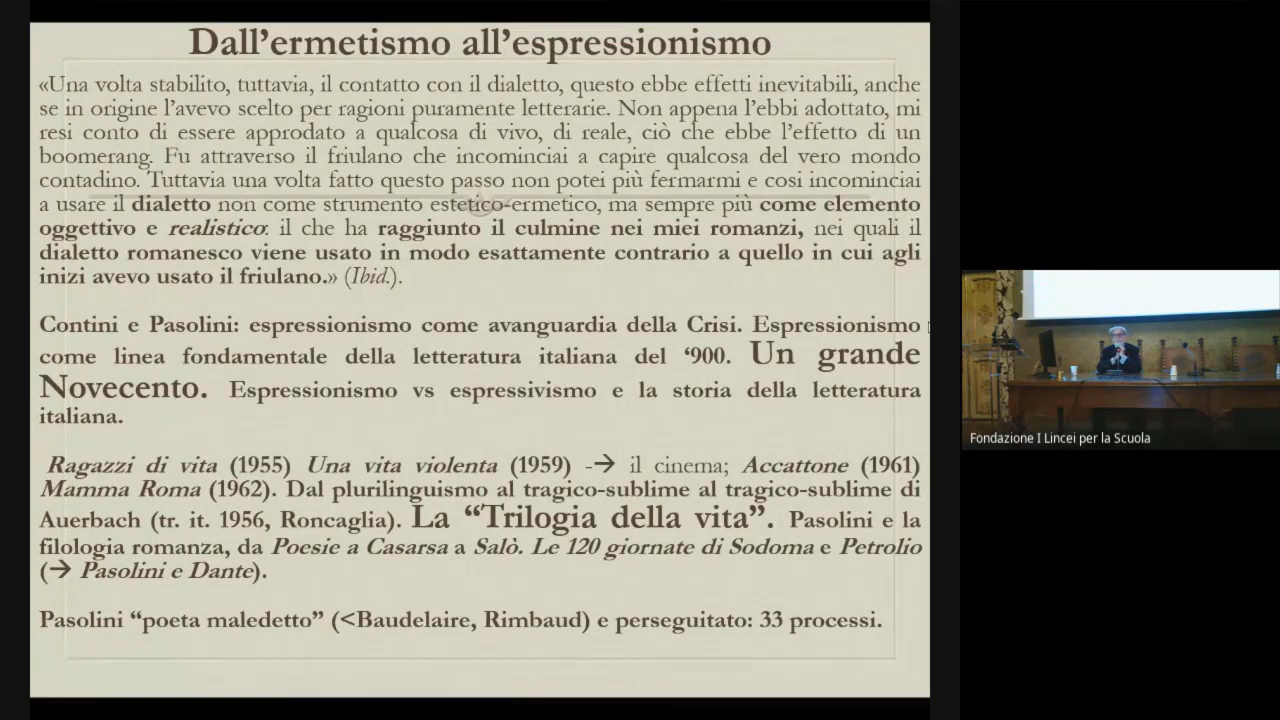 Dall'ermetismo all'espressionismo
«Una volta stabilito, tuttavia, il contatto con il dialetto, questo ebbe effetti inevitabili, anche
se in origine l'avevo scelto per ragioni puramente letterarie. Non appena l'ebbi adottato, mi
resi conto di essere approdato a qualcosa di vivo, di reale, ciò che ebbe l'effetto di un
boomerang. Fu attraverso il friulano che incominciai a capire qualcosa del vero mondo
contadino. Tuttavia una volta fatto questo passo non potei più fermarmi e cosi incominciai
a usare il dialetto non come strumento estetico-ermetico, ma sempre più come elemento
oggettivo e realistico: il che ha raggiunto il culmine nei miei romanzi, nei quali il
dialetto romanesco viene usato in modo esattamente contrario a quello in cui agli
inizi avevo usato il friulano.» (Ibid.).
Contini e Pasolini: espressionismo come avanguardia della Crisi. Espressionismo
come linea fondamentale della letteratura italiana del '900. Un grande
Novecento. Espressionismo vs espressivismo e la storia della letteratura
italiana.
Ragazzi di vita (1955) Una vita violenta (1959) -→ il cinema; Accattone (1961)
Mamma Roma (1962). Dal plurilinguismo al tragico-sublime al tragico-sublime di
Auerbach (tr. it. 1956, Roncaglia). La “Trilogia della vita”. Pasolini e la
filologia romanza, da Poesie a Casarsa a Salò. Le 120 giornate di Sodoma e Petrolio
(→ Pasolini e Dante).
Pasolini “poeta maledetto” (<Baudelaire, Rimbaud) e perseguitato: 33 processi.
Fondazione I Lincei per la Scuola